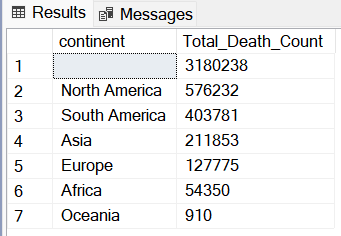 Results Messages
continent Total_Death_Count
1 3180238
2 North America 576232
3 South America 403781
4 Asia 211853
5 Europe 127775
6 Africa 54350
7 Oceania 910